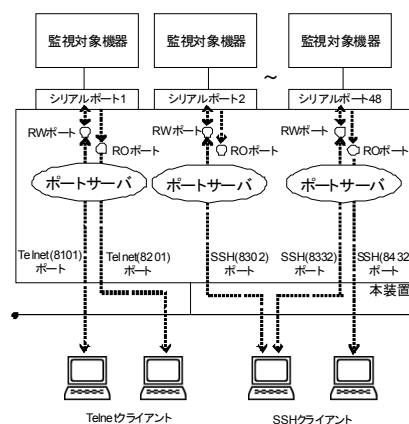 監視対象機器 監視対象機器 監視対象機器
～
シリアルポート1 シリアルポート2 シリアルポート48
RWポート RWポート RWポート
ROポート ROポート ROポート
ポートサーバ ポートサーバ ポートサーバ
Telnet(8101) Telnet(8201) SSH(8302) SSH(8332) SSH(8432)
ポート ポート ポート ポート ポート
本装置
Telnetクライアント SSHクライアント